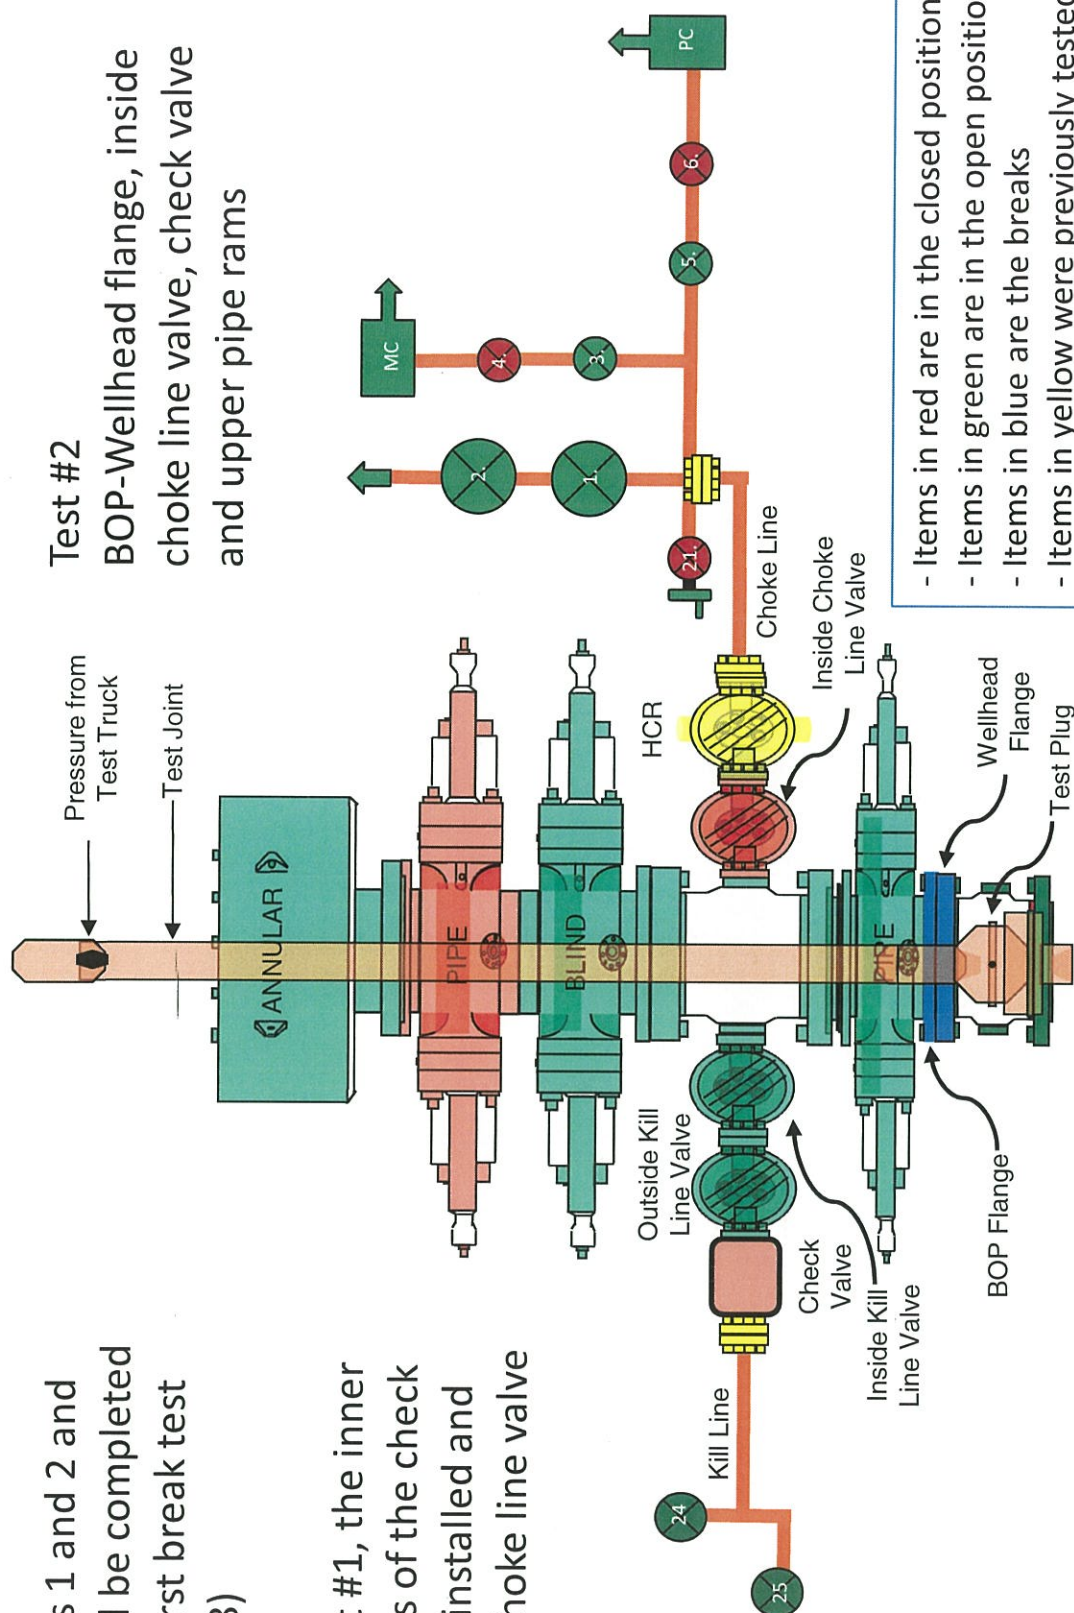 s 1 and 2 and
l be completed
rst break test
3)
: #1, the inner
s of the check
installed and
hoke line valve
Test #2
BOP-Wellhead flange, inside
choke line valve, check valve
and upper pipe rams
Pressure from
Test Truck
Test Joint
ANNULAR
PIPE
BLIND
PIPE
HCR
Inside Choke
Line Valve
Choke Line
Outside Kill
Line Valve
Check
Valve
Inside Kill
Line Valve
Kill Line
24
25
BOP Flange
Wellhead
Flange
Test Plug
MC
PC
2.
1.
4.
3.
5.
6.
21.
- Items in red are in the closed position
- Items in green are in the open positio
- Items in blue are the breaks
- Items in yellow were previously tested